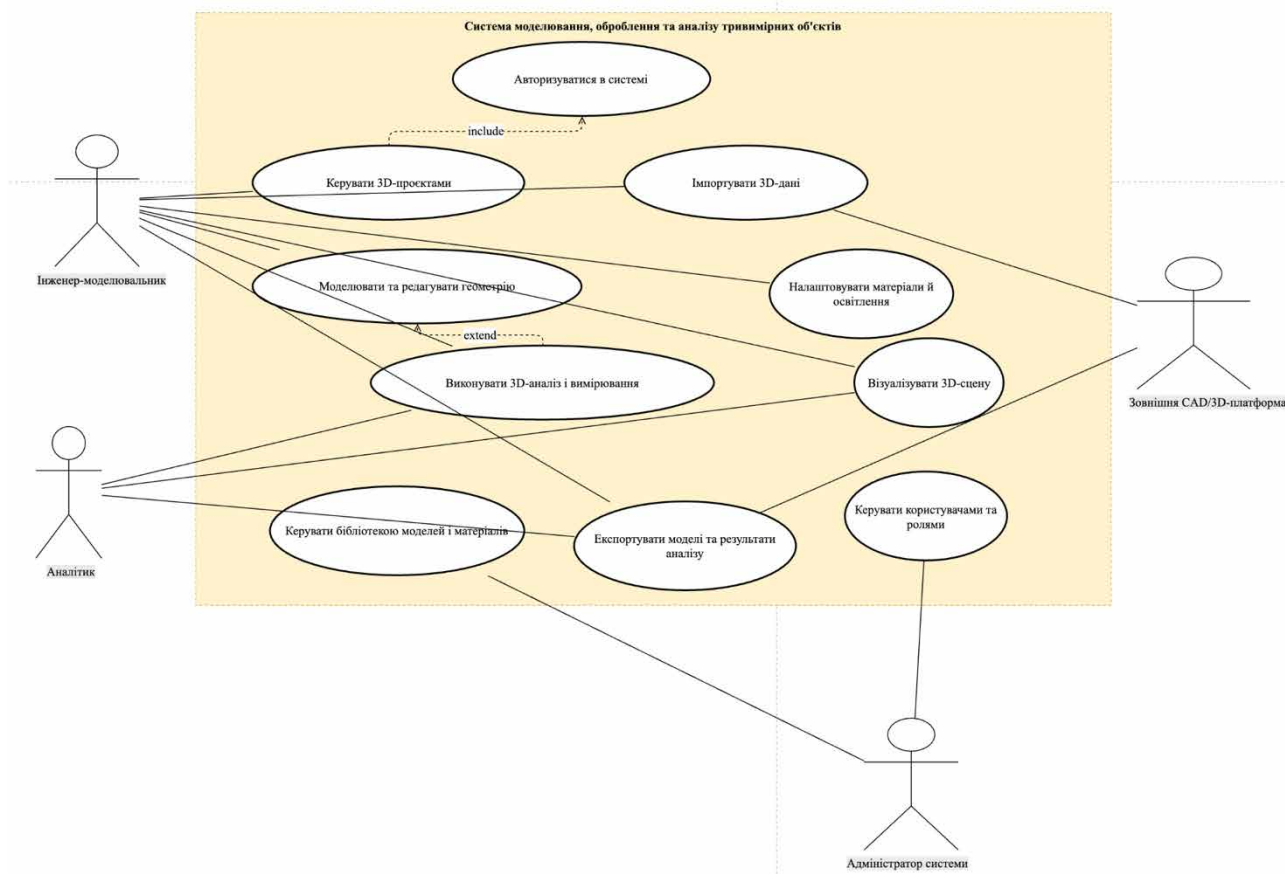 Система моделювання, оброблення та аналізу тривимірних об'єктів
Авторизуватися в системі
include
Керувати 3D-проєктами
Імпортувати 3D-дані
Інженер-моделювальник
Моделювати та редагувати геометрію
Налаштовувати матеріали й
освітлення
extend
Виконувати 3D-аналіз і вимірювання
Візуалізувати 3D-сцену
Зовнішня CAD/3D-платформа
Керувати бібліотекою моделей і матеріалів
Експортувати моделі та результати
аналізу
Керувати користувачами та
ролями
Аналітик
Адміністратор системи